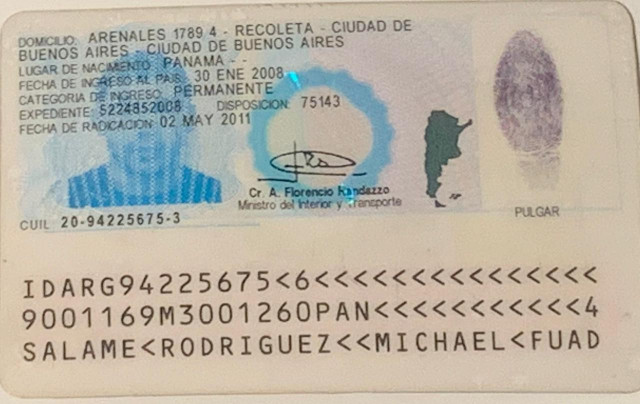 DOMICILIO: ARENALES 1789 4 - RECOLETA - CIUDAD DE
BUENOS AIRES - CIUDAD DE BUENOS AIRES
LUGAR DE NACIMIENTO: PANAMA - -
FECHA DE INGRESO AL PAIS: 30 ENE 2008
CATEGORIA DE INGRESO: PERMANENTE
EXPEDIENTE: 5224852008 DISPOSICION: 75143
FECHA DE RADICACION: 02 MAY 2011
Cr. A. Florencio Randazzo
Ministro del Interior y Transporte
CUIL 20-94225675-3
PULGAR
IDARG94225675<6<<<<<<<<<<<<<<<
9001169M3001260PAN<<<<<<<<<<<4
SALAME<RODRIGUEZ<<MICHAEL<FUAD